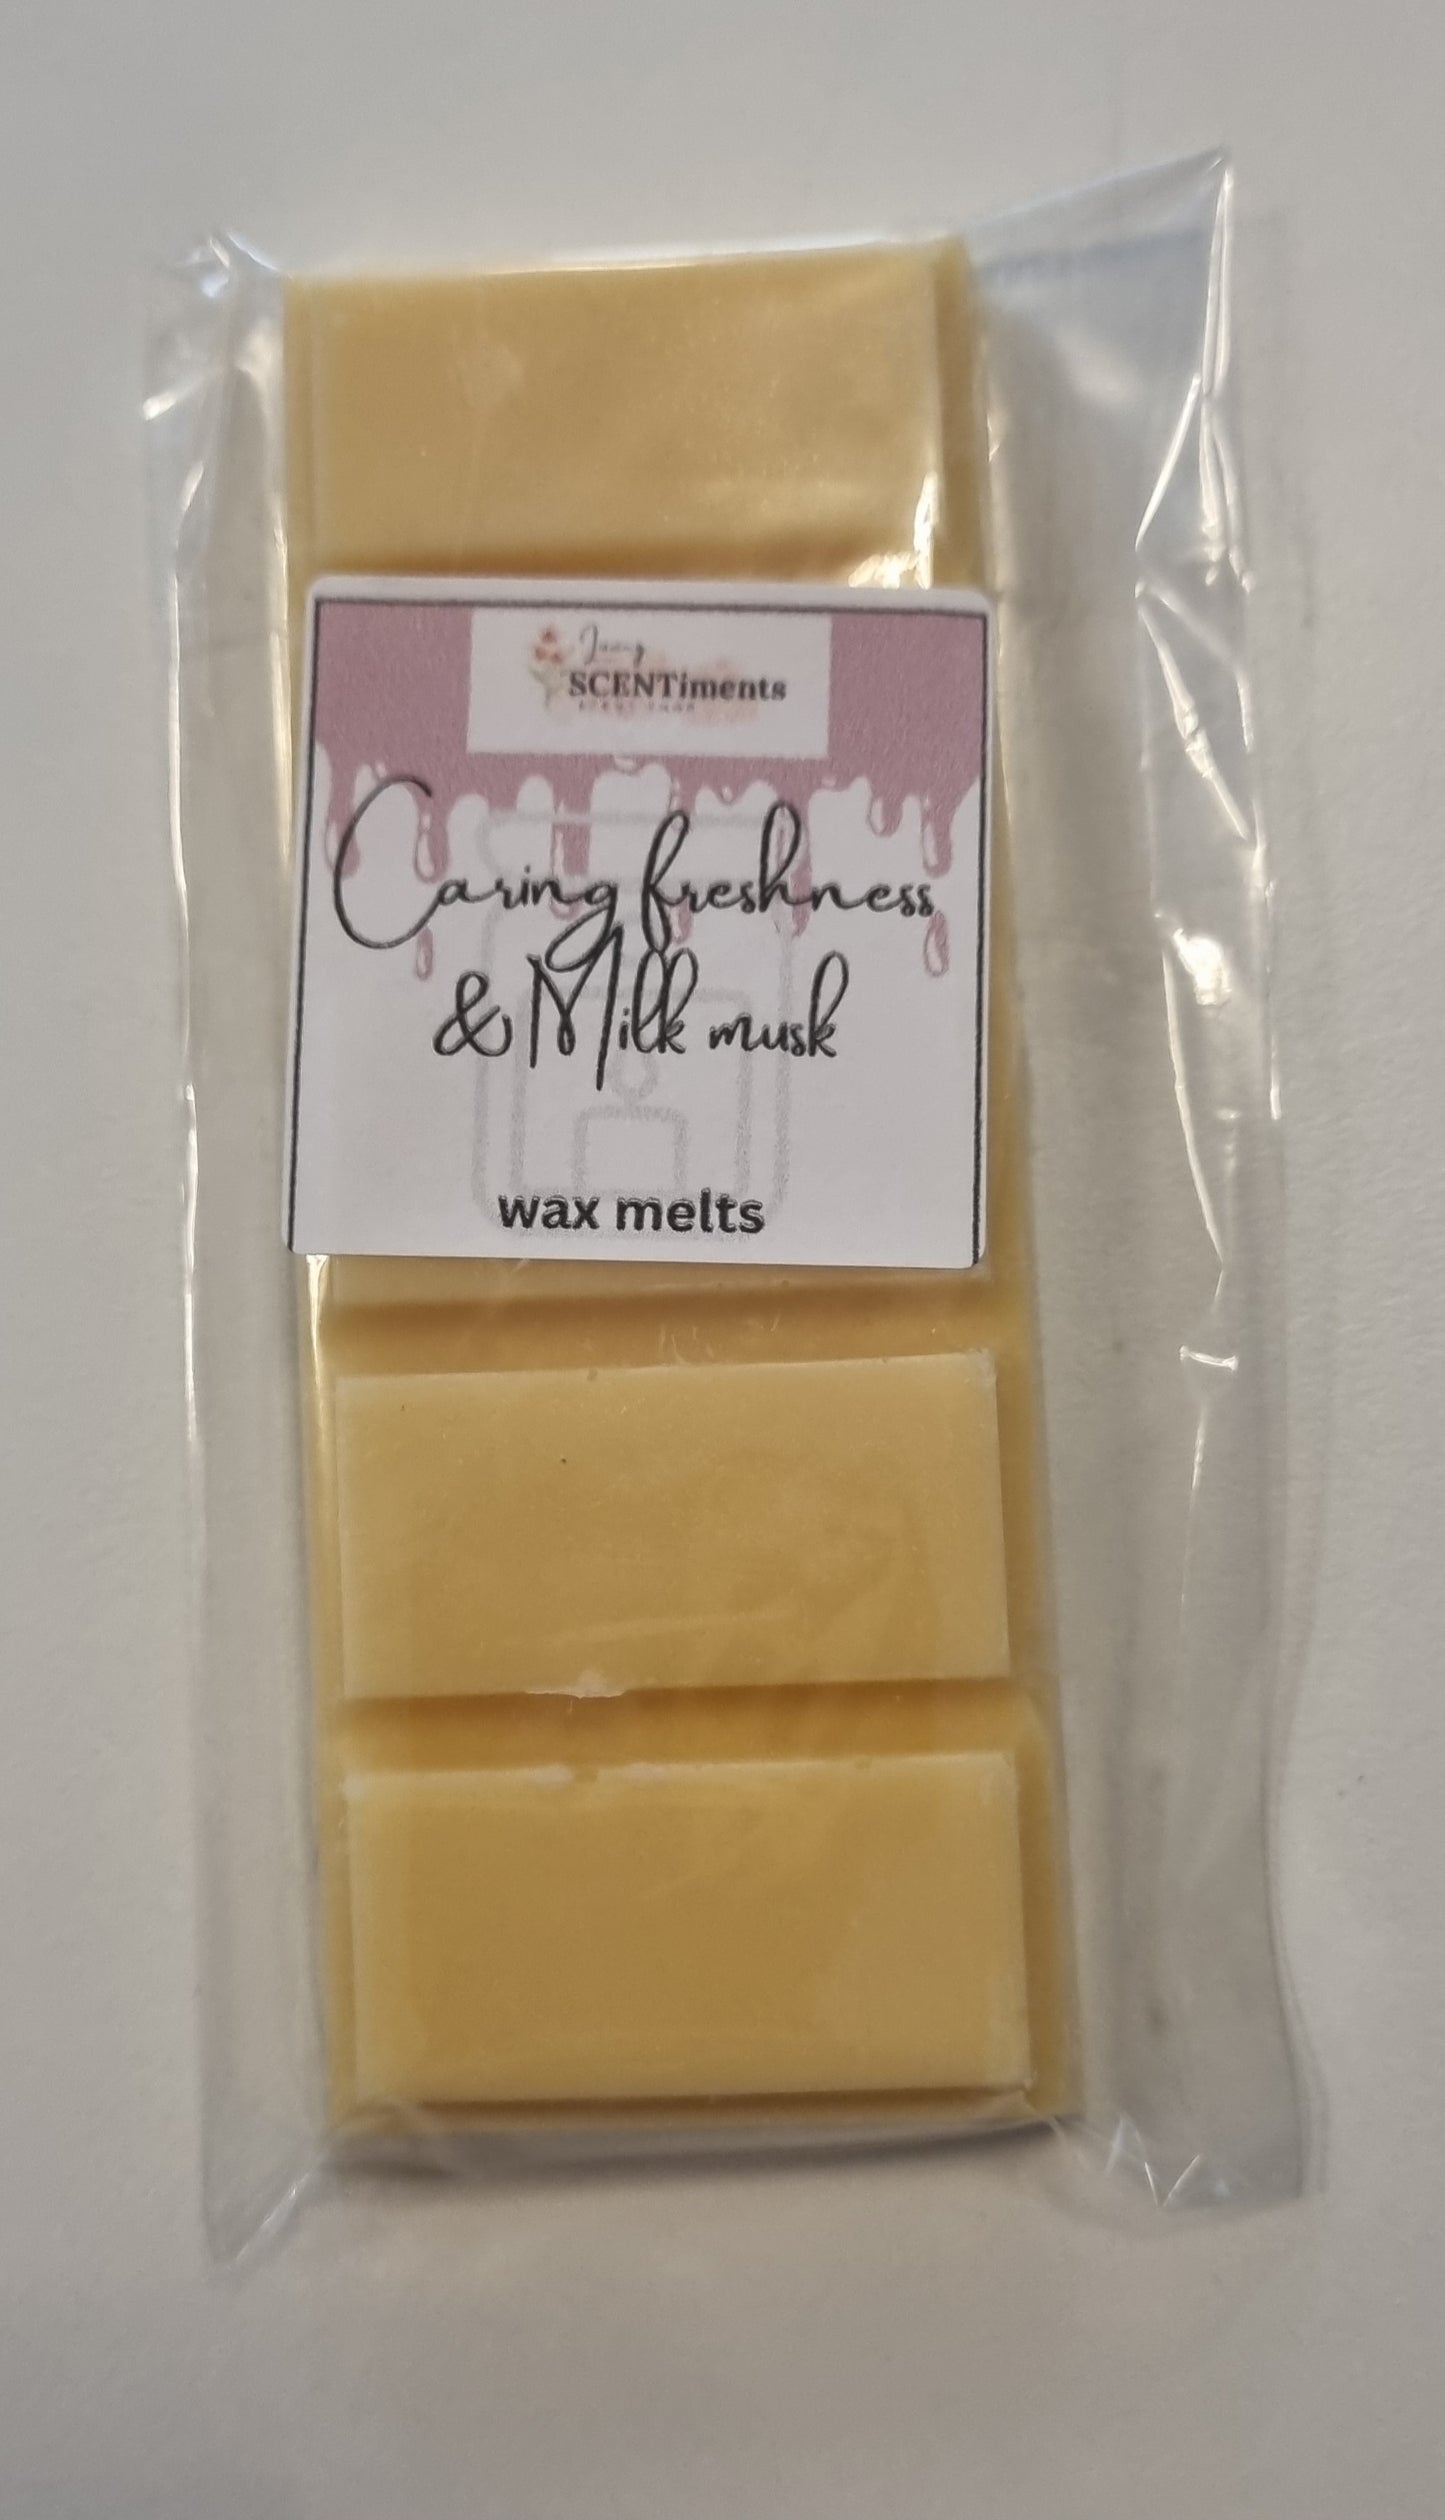 SCENTiments
Caring freshness
& Milk musk
wax melts